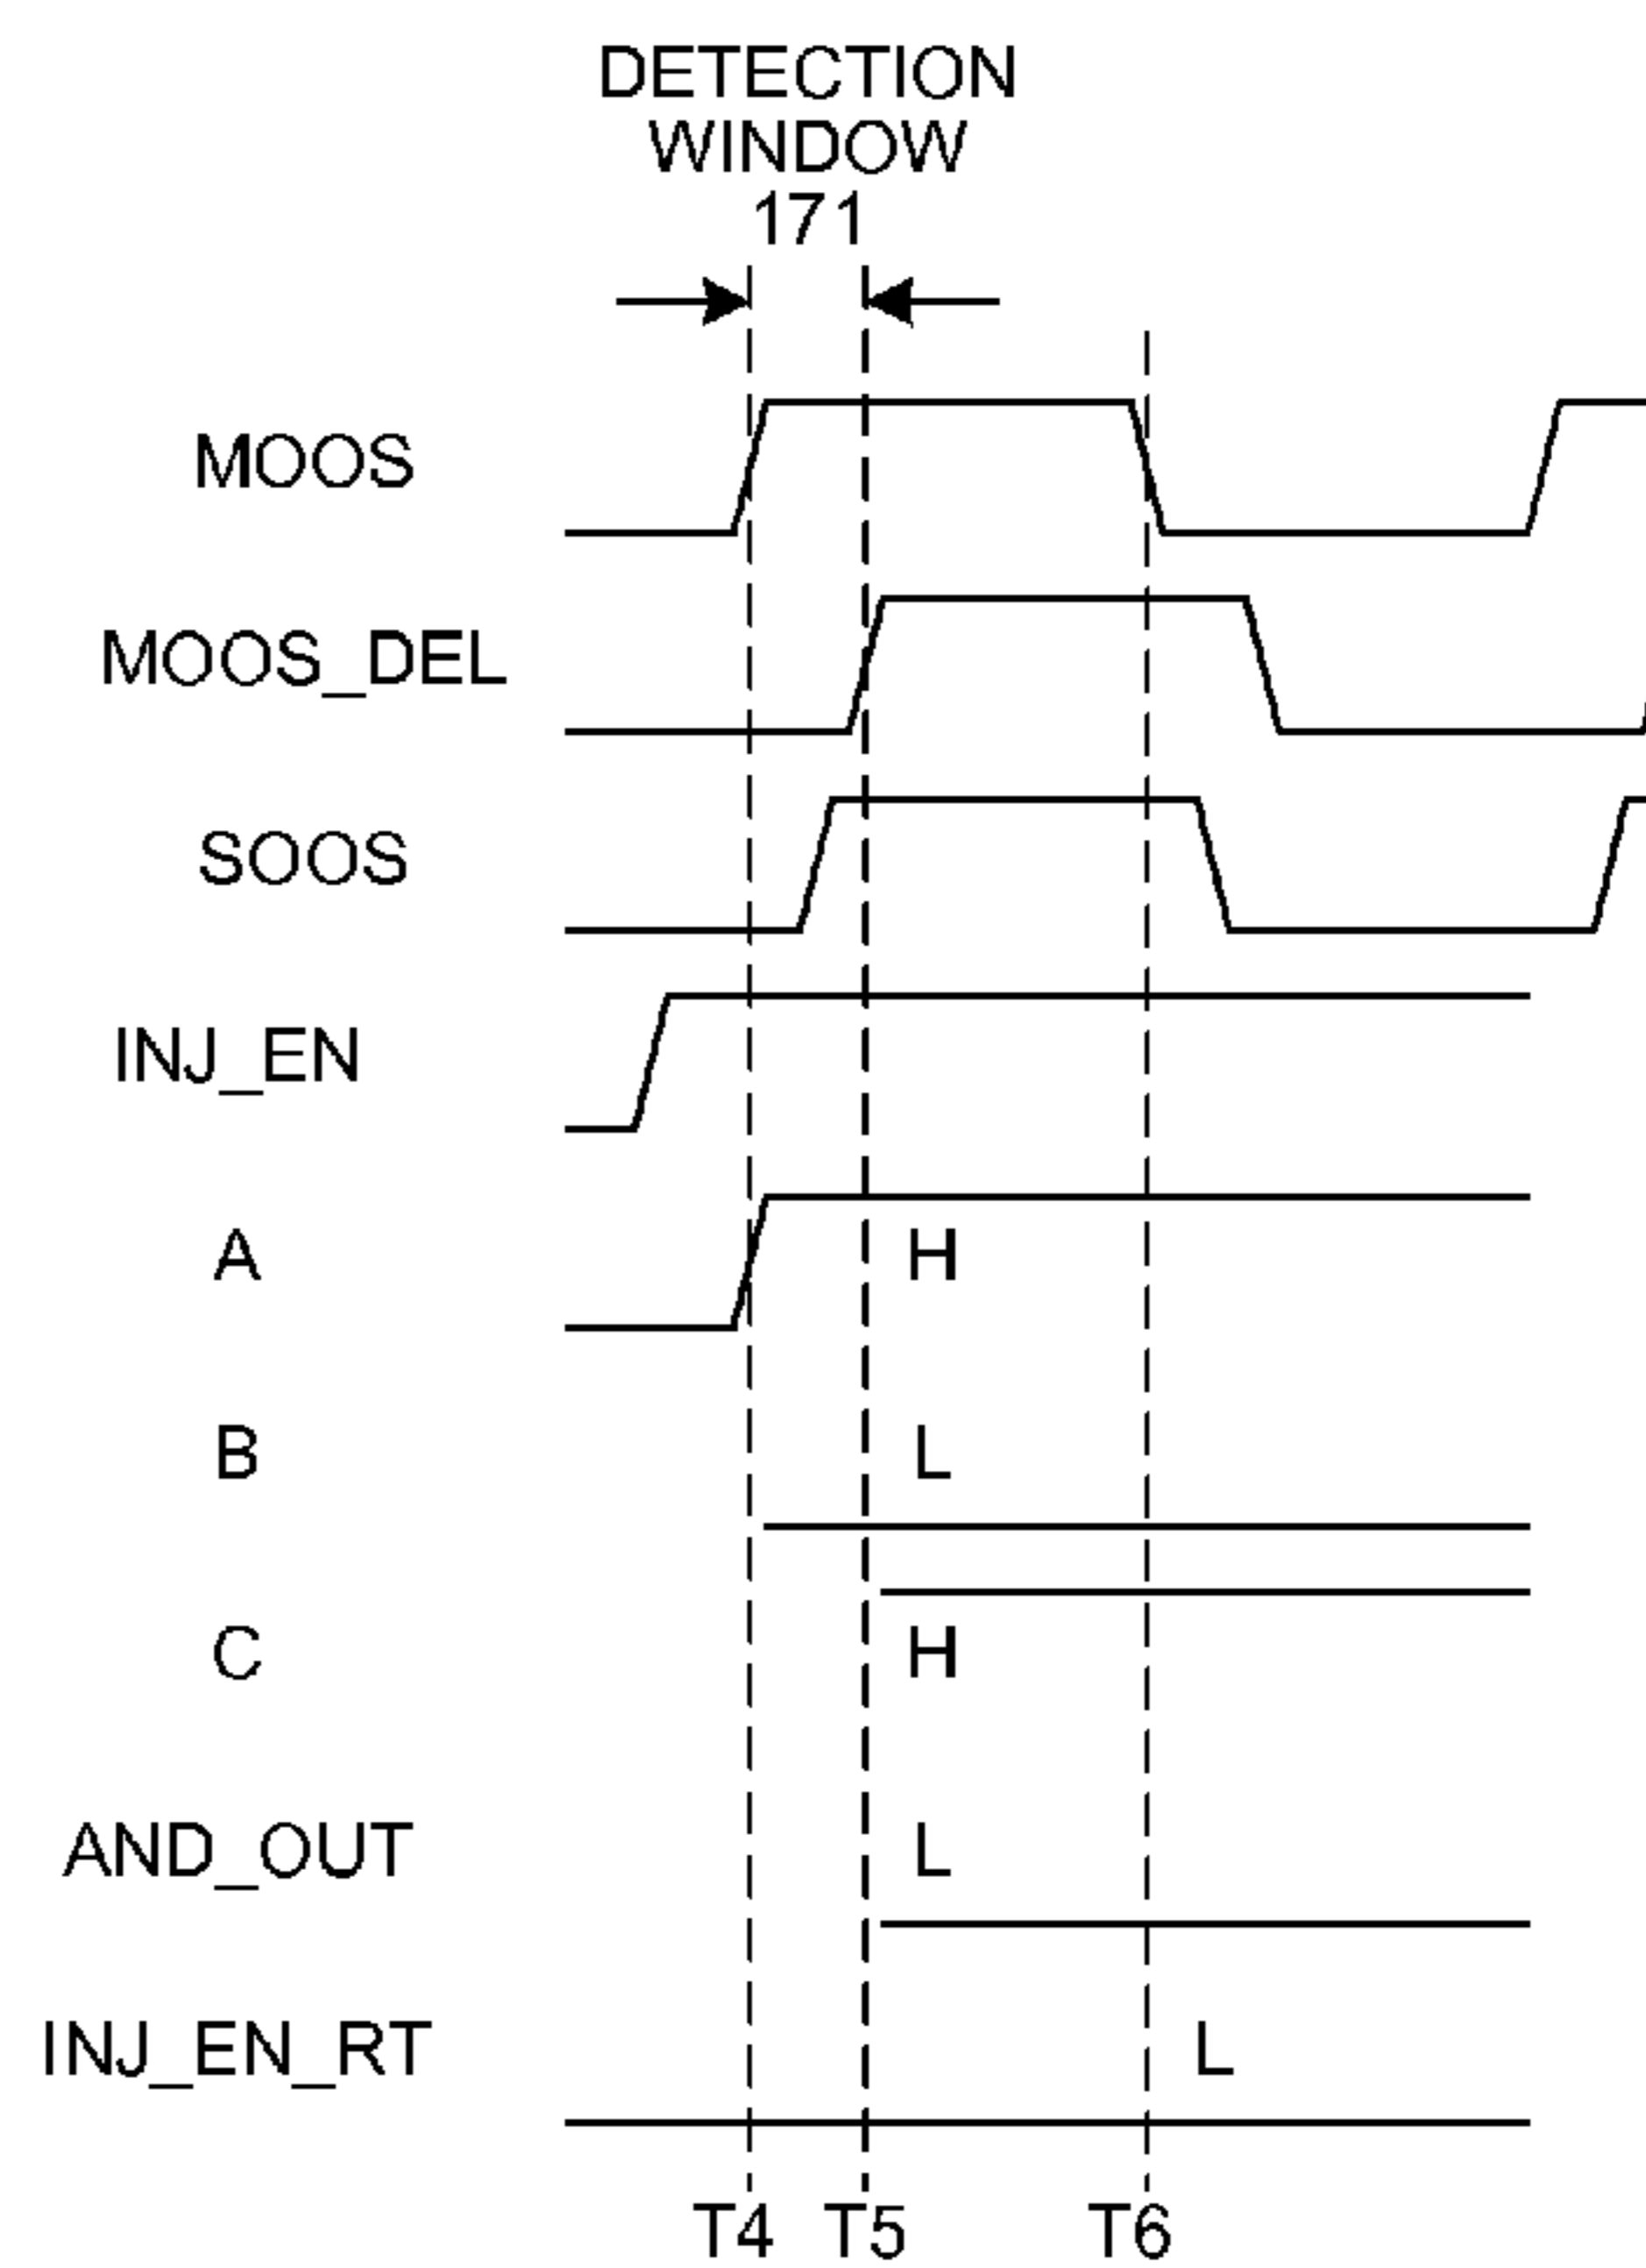 DETECTION
WINDOW
171
MOOS
MOOS_DEL
SOOS
INJ_EN
A
H
B
L
C
H
AND_OUT
L
INJ_EN_RT
L
T4 T5 T6